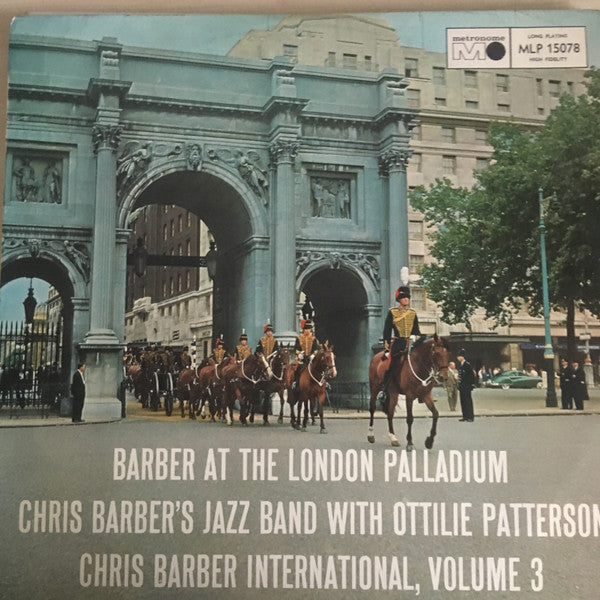 metronome
M
LONG PLAYING
MLP 15078
HIGH FIDELITY
BARBER AT THE LONDON PALLADIUM
CHRIS BARBER'S JAZZ BAND WITH OTTILIE PATTERSON
CHRIS BARBER INTERNATIONAL, VOLUME 3